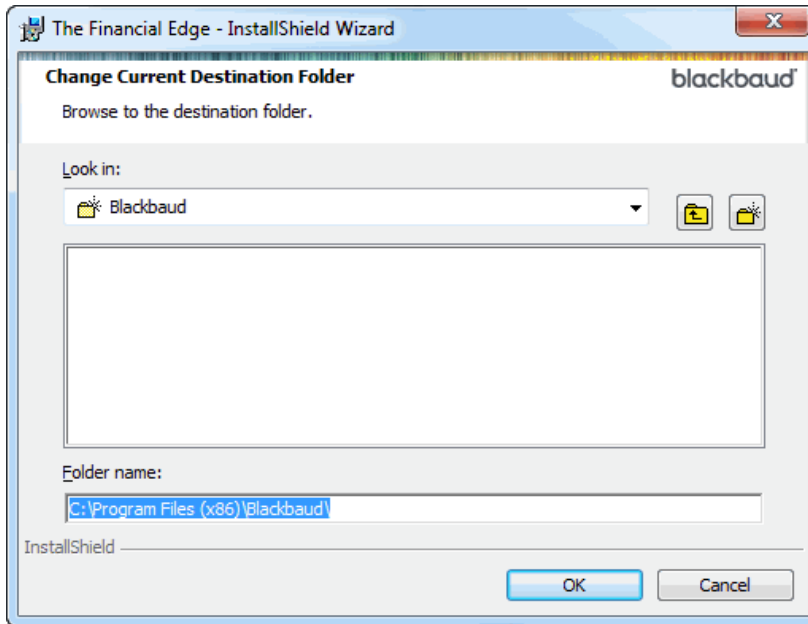 The Financial Edge - InstallShield Wizard
Change Current Destination Folder
blackbaud
Browse to the destination folder.
Look in:
Blackbaud
Folder name:
C:\Program Files (x86)\Blackbaud\
InstallShield
OK
Cancel